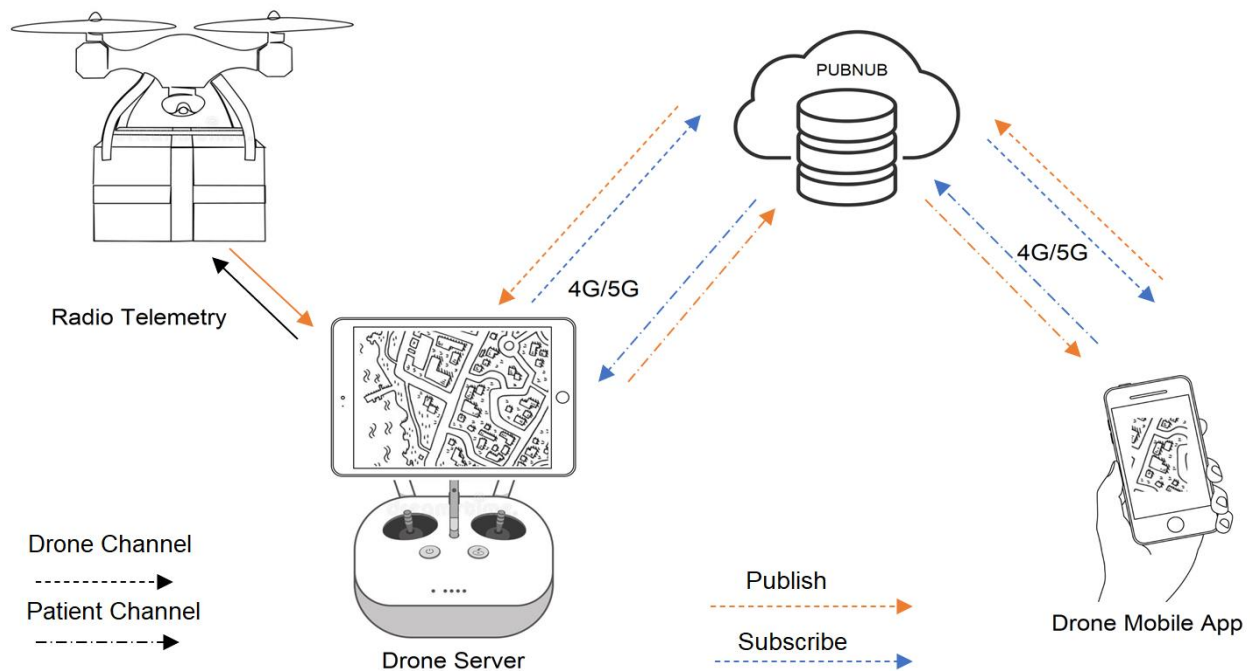 PUBNUB
4G/5G
4G/5G
Radio Telemetry
Drone Channel
Patient Channel
Publish
Subscribe
Drone Server
Drone Mobile App